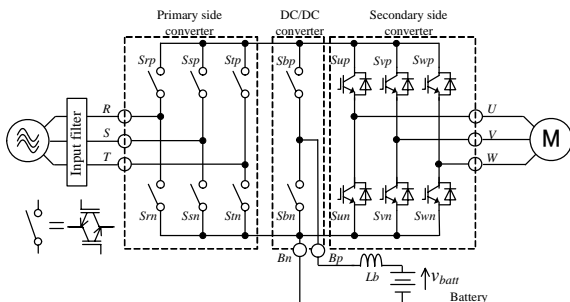 Primary side
converter
DC/DC
converter
Secondary side
converter
Srp
Ssp
Stp
Sbp
Sup
Svp
Swp
R
S
T
Input filter
U
V
W
M
Srn
Ssn
Stn
Sbn
Sun
Svn
Swn
Bn
Bp
Lb
vbatt
Battery